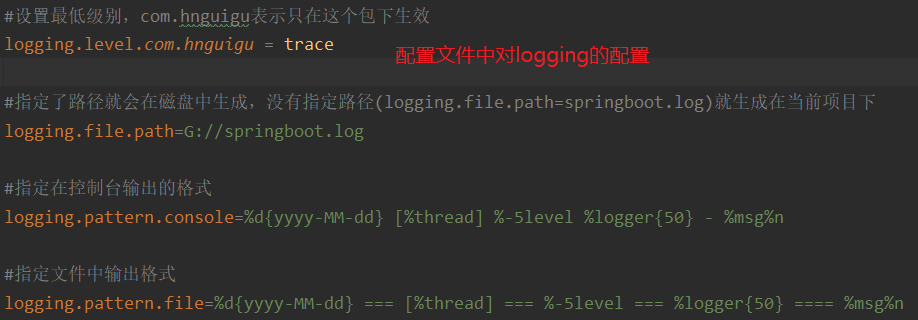 #设置最低级别，com.hnguigu表示只在这个包下生效
logging.level.com.hnguigu = trace
配置文件中对logging的配置
#指定了路径就会在磁盘中生成，没有指定路径(logging.file.path=springboot.log)就生成在当前项目下
logging.file.path=G://springboot.log
#指定在控制台输出的格式
logging.pattern.console=%d{yyyy-MM-dd} [%thread] %-5level %logger{50} - %msg%n
#指定文件中输出格式
logging.pattern.file=%d{yyyy-MM-dd} === [%thread] === %-5level === %logger{50} ==== %msg%n